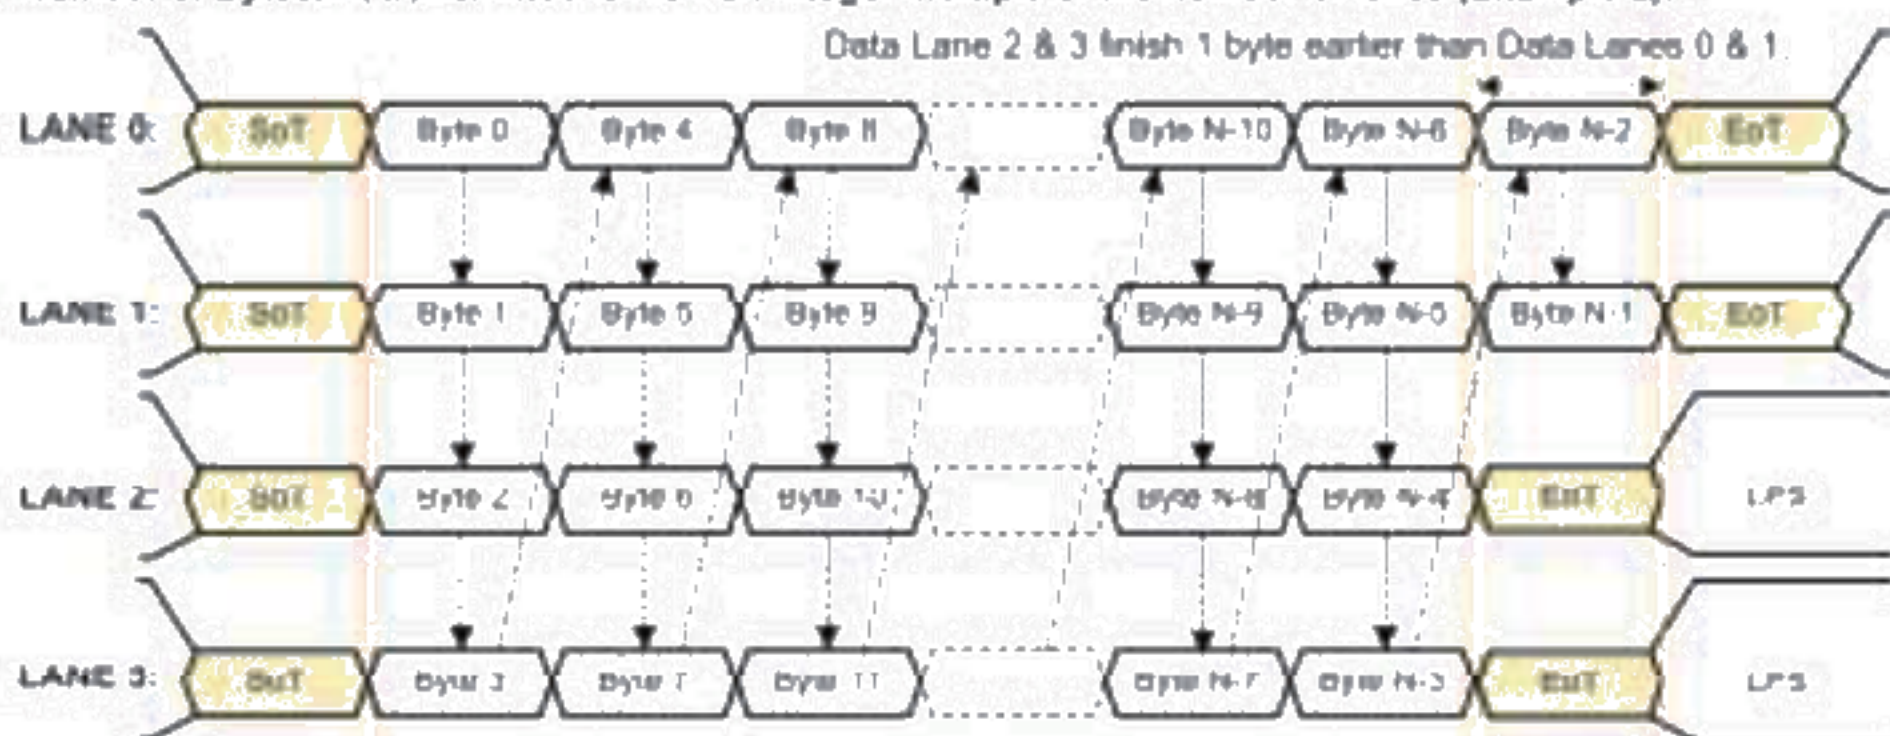 Data Lane 2 & 3 finish 1 byte earlier than Data Lanes 0 & 1
LANE 0: SoT Byte 0 Byte 4 Byte 8 Byte N-10 Byte N-6 Byte N-2 EoT
LANE 1: SoT Byte 1 Byte 5 Byte 9 Byte N-9 Byte N-5 Byte N-1 EoT
LANE 2: SoT Byte 2 Byte 6 Byte 10 Byte N-8 Byte N-4 EoT LPS
LANE 3: SoT Byte 3 Byte 7 Byte 11 Byte N-7 Byte N-3 EoT LPS